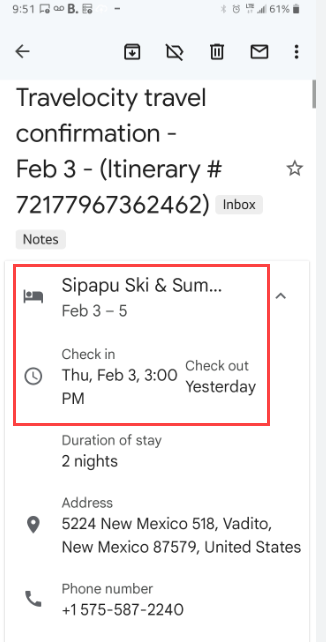 9:51 B. LTE 61%
Travelocity travel
confirmation -
Feb 3 - (Itinerary #
72177967362462) Inbox
Notes
Sipapu Ski & Sum...
Feb 3 – 5
Check in
Thu, Feb 3, 3:00
PM
Check out
Yesterday
Duration of stay
2 nights
Address
5224 New Mexico 518, Vadito,
New Mexico 87579, United States
Phone number
+1 575-587-2240